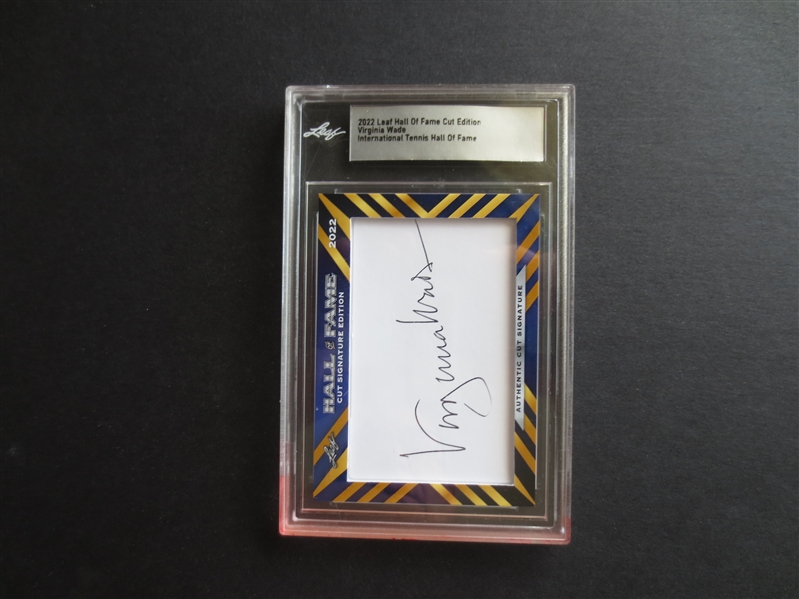 Leaf
2022 Leaf Hall Of Fame Cut Edition
Virginia Wade
International Tennis Hall Of Fame
Leaf
HALL of FAME
2022
CUT SIGNATURE EDITION
Virginia Wade
AUTHENTIC CUT SIGNATURE